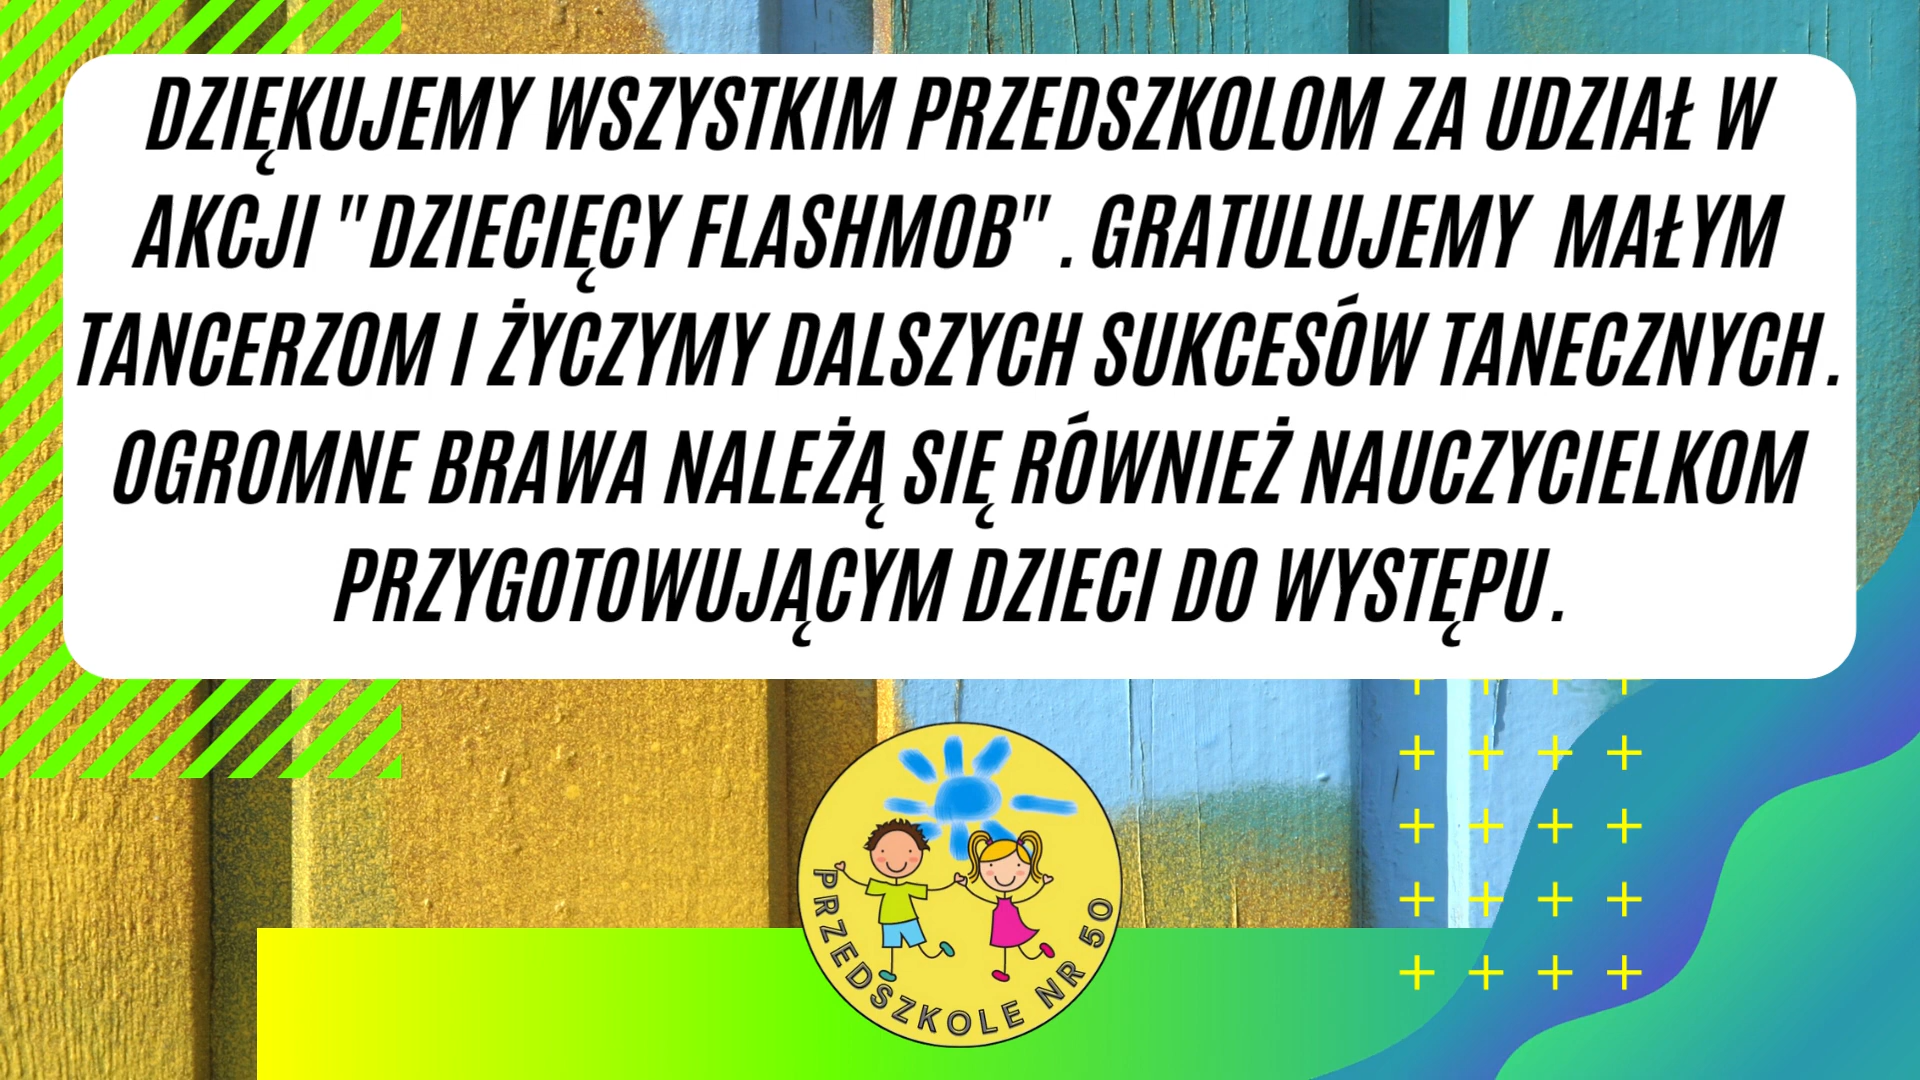 DZIĘKUJEMY WSZYSTKIM PRZEDSZKOLOM ZA UDZIAŁ W
AKCJI "DZIECIĘCY FLASHMOB" . GRATULUJEMY MAŁYM
TANCERZOM I ŻYCZYMY DALSZYCH SUKCESÓW TANECZNYCH.
OGROMNE BRAWA NALEŻĄ SIĘ RÓWNIEŻ NAUCZYCIELKOM
PRZYGOTOWUJĄCYM DZIECI DO WYSTĘPU.
PRZEDSZKOLE NR 50